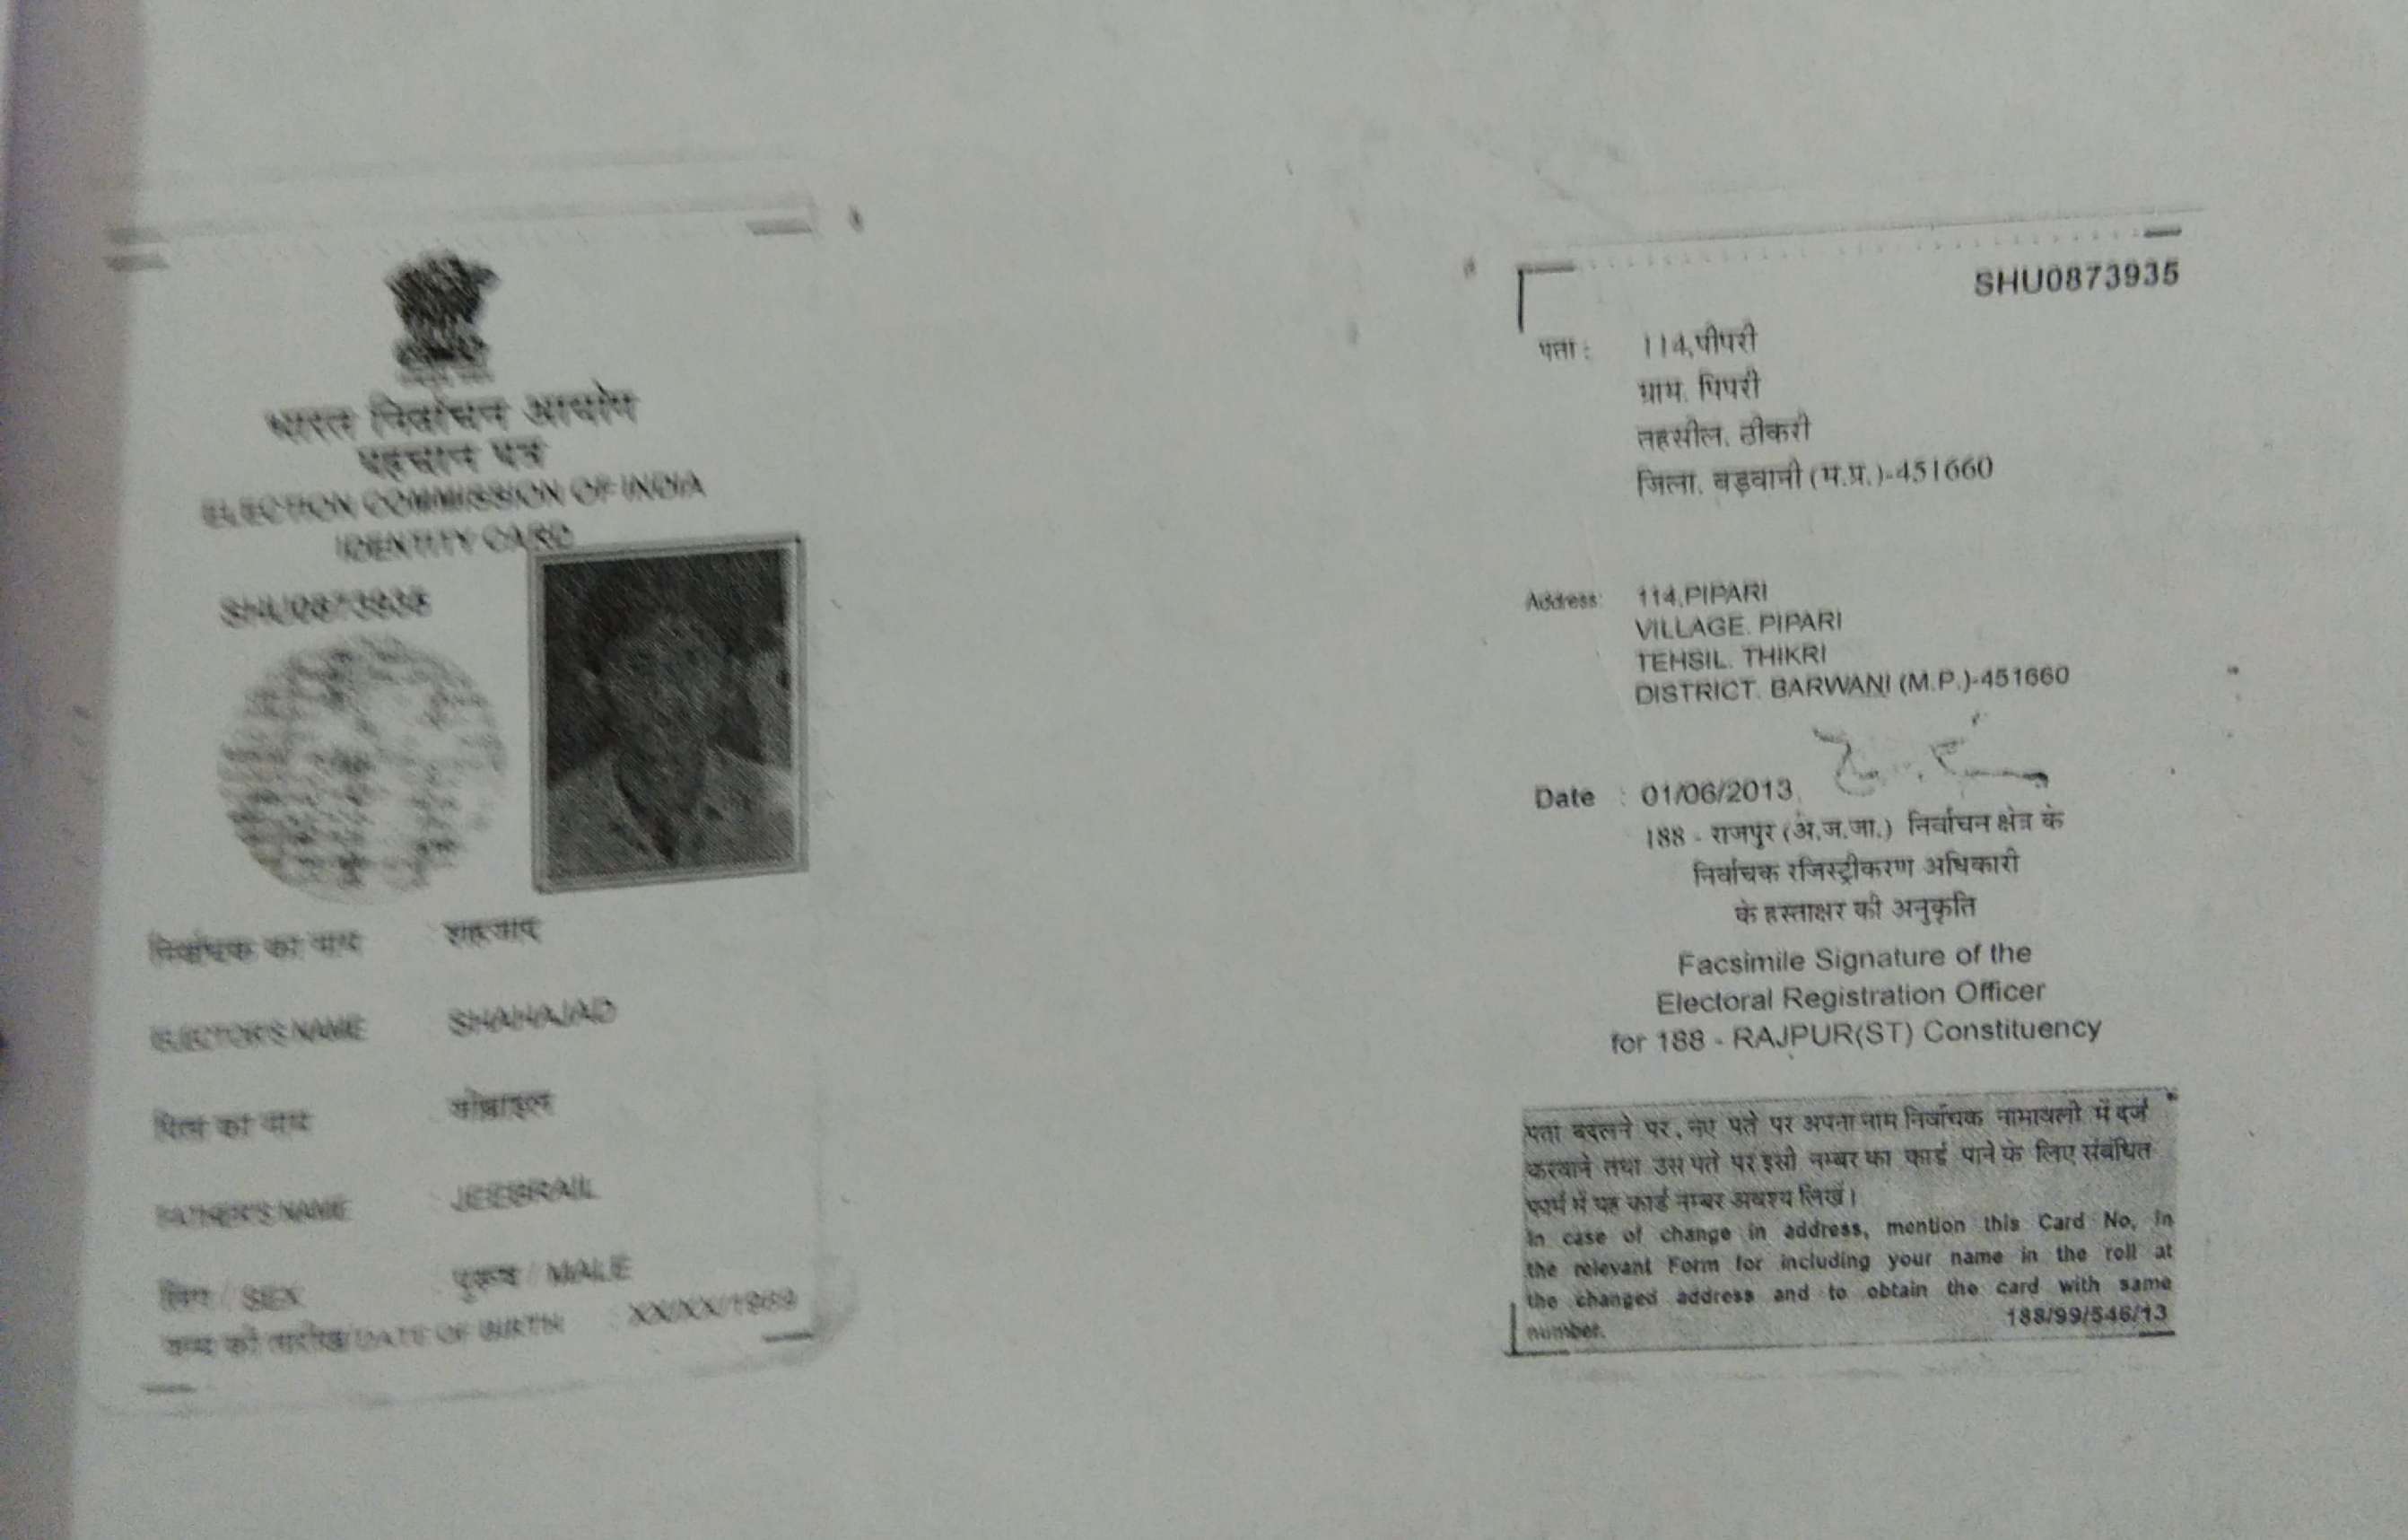 भारत निर्वाचन आयोग
पहचान पत्र
ELECTION COMMISSION OF INDIA
IDENTITY CARD
निर्वाचक का नाम
ELECTOR'S NAME SHAHAJAD
पिता का नाम
FATHER'S NAME JEEBRAIL
लिंग / SEX पुरूष / MALE
जन्म की तारीख/DATE OF BIRTH : XX/XX/1969
SHU0873935
पता : 114,पीपरी
ग्राम. पिपरी
तहसील. ठीकरी
जिला. बड़वानी (म.प्र.)-451660
Address: 114,PIPARI
VILLAGE. PIPARI
TEHSIL. THIKRI
DISTRICT. BARWANI (M.P.)-451660
Date : 01/06/2013
188 - राजपुर (अ.ज.जा.) निर्वाचन क्षेत्र के
निर्वाचक रजिस्ट्रीकरण अधिकारी
के हस्ताक्षर की अनुकृति
Facsimile Signature of the
Electoral Registration Officer
for 188 - RAJPUR(ST) Constituency
पता बदलने पर, नए पते पर अपना नाम निर्वाचक नामावली में दर्ज
करवाने तथा उस पते पर इसी नम्बर का कार्ड पाने के लिए संबंधित
फार्म में यह कार्ड नम्बर अवश्य लिखें।
In case of change in address, mention this Card No. in
the relevant Form for including your name in the roll at
the changed address and to obtain the card with same
number.
188/99/546/13